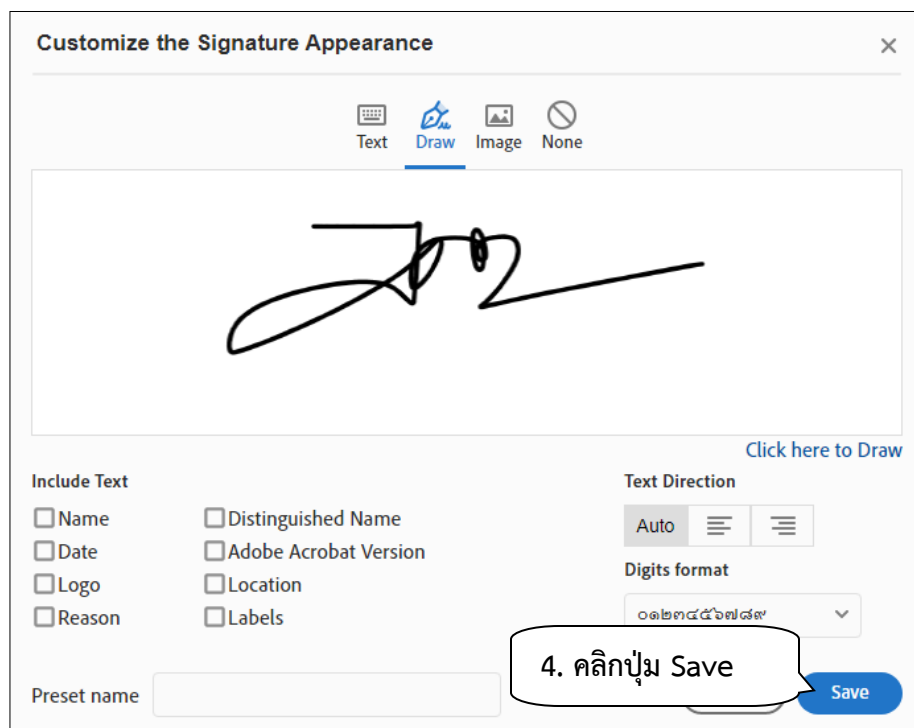 Customize the Signature Appearance
Text Draw Image None
Click here to Draw
Include Text
Text Direction
Name
Distinguished Name
Auto
Date
Adobe Acrobat Version
Logo
Location
Digits format
Reason
Labels
๐๑๒๓๔๕๖๗๘๙
4. คลิกปุ่ม Save
Preset name
Save